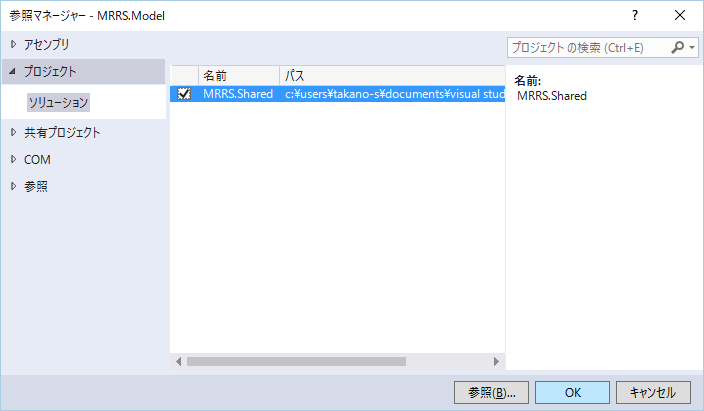 参照マネージャー - MRRS.Model
?
アセンブリ
プロジェクト
ソリューション
共有プロジェクト
COM
参照
名前 パス
MRRS.Shared c:¥users¥takano-s¥documents¥visual stud
プロジェクト の検索 (Ctrl+E)
名前:
MRRS.Shared
参照(B)... OK キャンセル